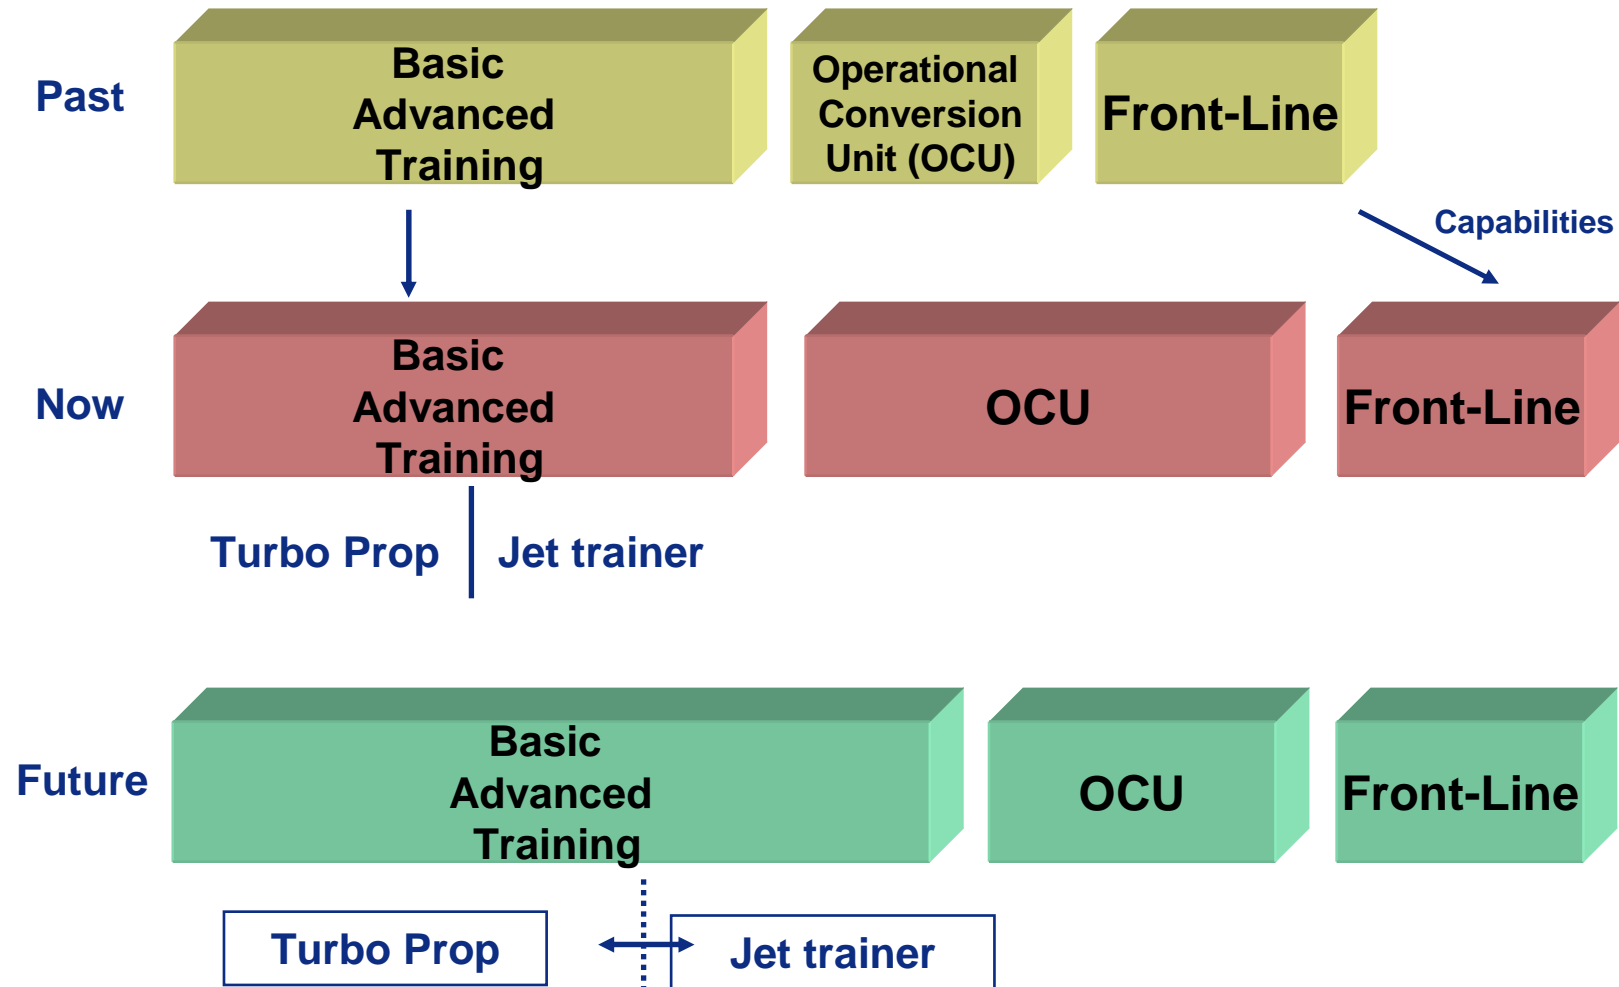 Past
Basic
Advanced
Training
Operational
Conversion
Unit (OCU)
Front-Line
Capabilities
Now
Basic
Advanced
Training
OCU
Front-Line
Turbo Prop
Jet trainer
Future
Basic
Advanced
Training
OCU
Front-Line
Turbo Prop
Jet trainer